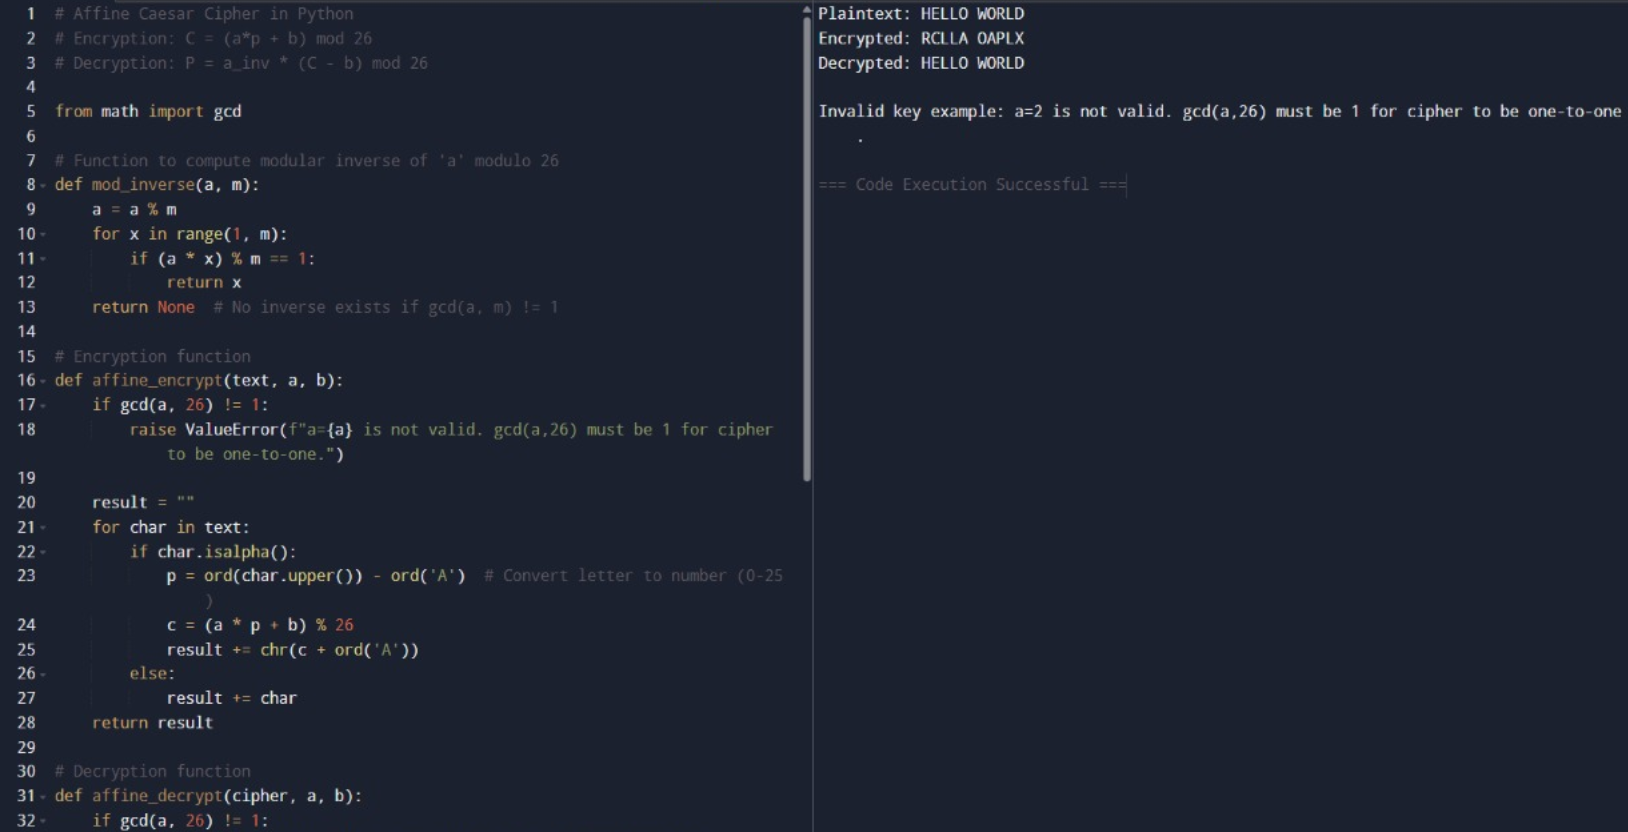 1 # Affine Caesar Cipher in Python
2 # Encryption: C = (a*p + b) mod 26
3 # Decryption: P = a_inv * (C - b) mod 26
4
5 from math import gcd
6
7 # Function to compute modular inverse of 'a' modulo 26
8 def mod_inverse(a, m):
9     a = a % m
10     for x in range(1, m):
11         if (a * x) % m == 1:
12             return x
13     return None  # No inverse exists if gcd(a, m) != 1
14
15 # Encryption function
16 def affine_encrypt(text, a, b):
17     if gcd(a, 26) != 1:
18         raise ValueError(f"a={a} is not valid. gcd(a,26) must be 1 for cipher
            to be one-to-one.")
19
20     result = ""
21     for char in text:
22         if char.isalpha():
23             p = ord(char.upper()) - ord('A')  # Convert letter to number (0-25
                )
24             c = (a * p + b) % 26
25             result += chr(c + ord('A'))
26         else:
27             result += char
28     return result
29
30 # Decryption function
31 def affine_decrypt(cipher, a, b):
32     if gcd(a, 26) != 1:
Plaintext: HELLO WORLD
Encrypted: RCLLA OAPLX
Decrypted: HELLO WORLD
Invalid key example: a=2 is not valid. gcd(a,26) must be 1 for cipher to be one-to-one
    .
=== Code Execution Successful ===